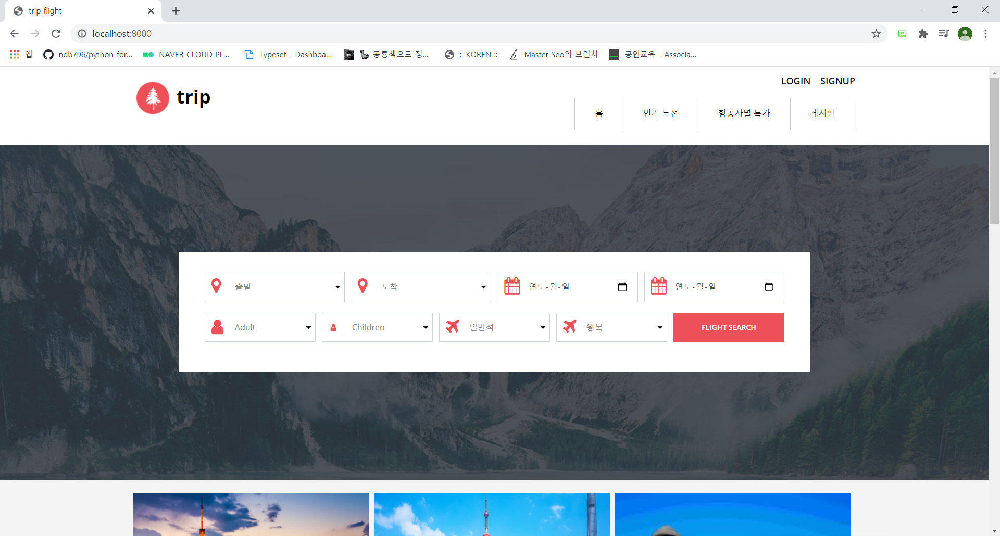 trip flight
localhost:8000
앱 ndb796/python-for... NAVER CLOUD PL... Typeset - Dashboa... 공룡책으로 정... :: KOREN :: Master Seo의 브런치 공인교육 - Associa...
LOGIN SIGNUP
trip
홈 인기 노선 항공사별 특가 게시판
출발 도착 연도-월-일 연도-월-일
Adult Children 일반석 왕복 FLIGHT SEARCH